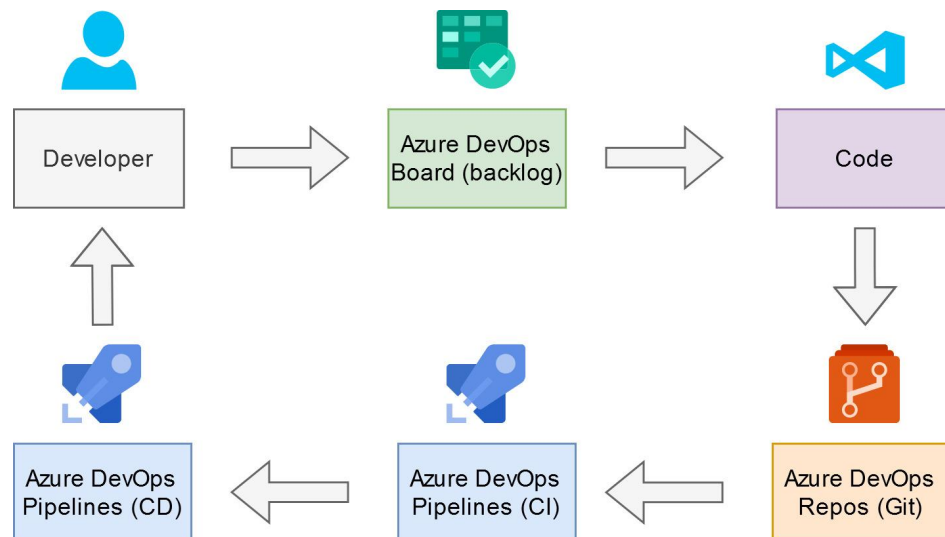 Developer
Azure DevOps
Board (backlog)
Code
Azure DevOps
Pipelines (CD)
Azure DevOps
Pipelines (CI)
Azure DevOps
Repos (Git)